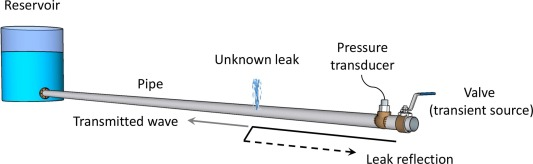 Reservoir
Unknown leak
Pressure
transducer
Pipe
Valve
(transient source)
Transmitted wave
Leak reflection